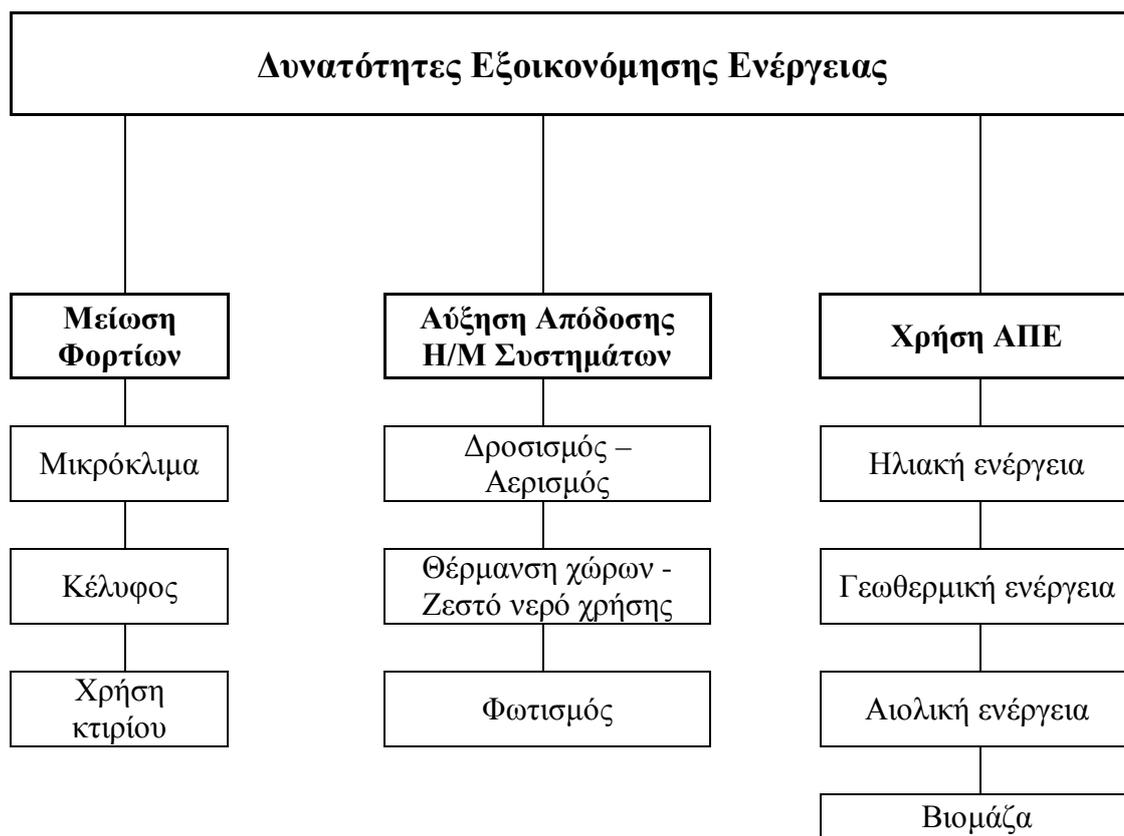 Δυνατότητες Εξοικονόμησης Ενέργειας
Μείωση
Φορτίων
Μικρόκλιμα
Κέλυφος
Χρήση
κτιρίου
Αύξηση Απόδοσης
Η/Μ Συστημάτων
Δροσισμός –
Αερισμός
Θέρμανση χώρων -
Ζεστό νερό χρήσης
Φωτισμός
Χρήση ΑΠΕ
Ηλιακή ενέργεια
Γεωθερμική ενέργεια
Αιολική ενέργεια
Βιομάζα